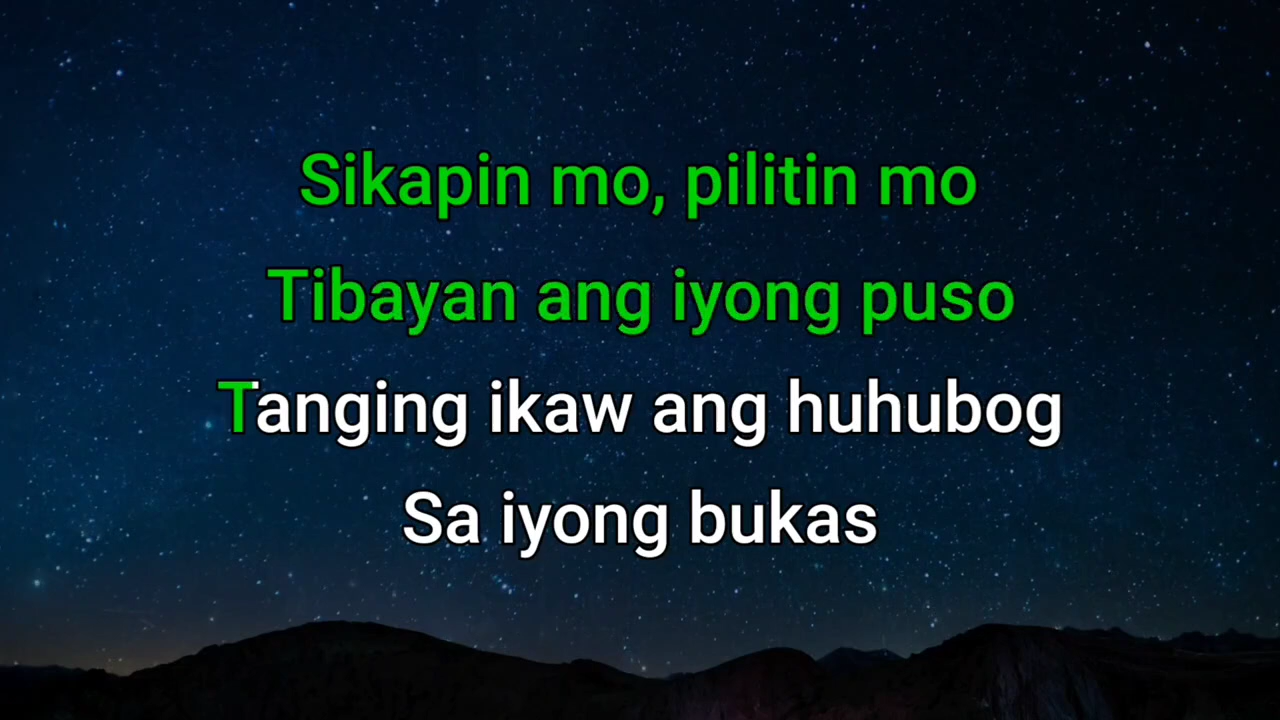 Sikapin mo, pilitin mo
Tibayan ang iyong puso
Tanging ikaw ang huhubog
Sa iyong bukas